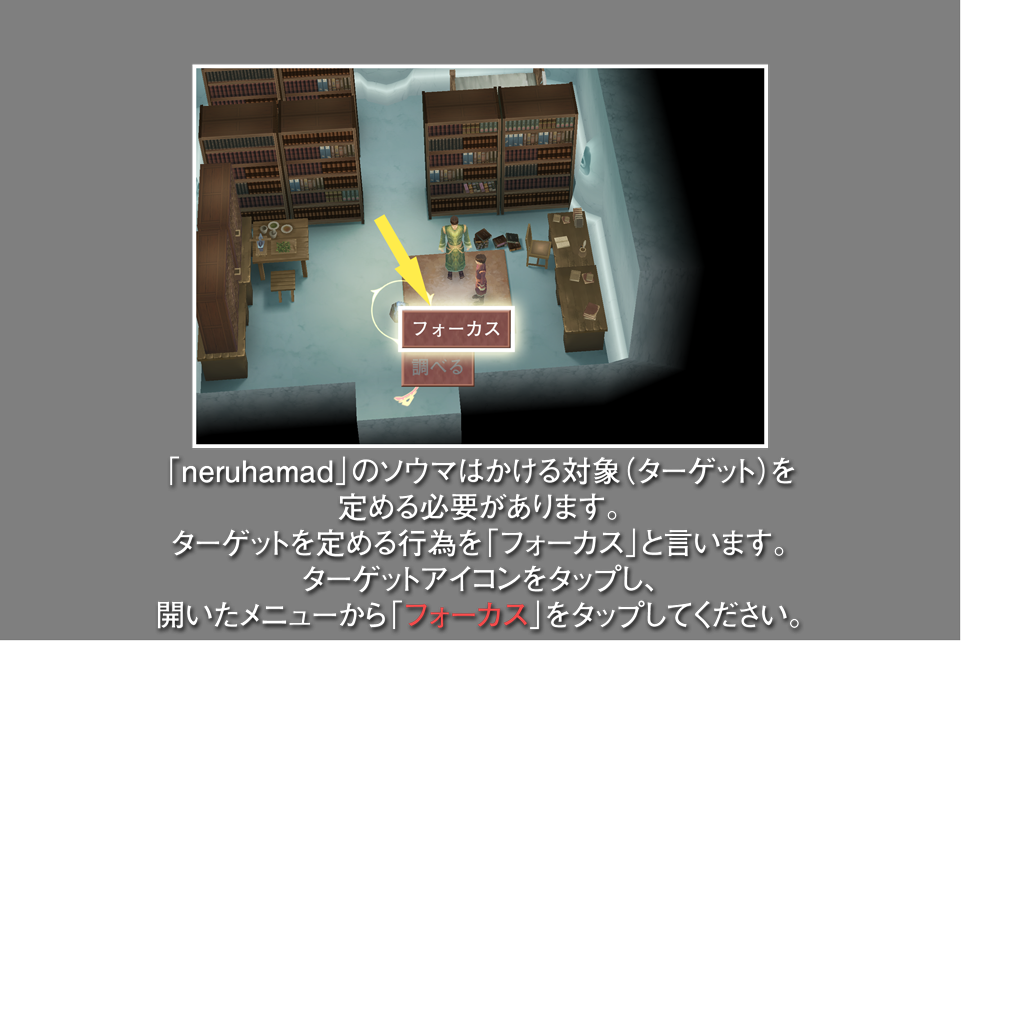 フォーカス
調べる
「neruhamad」のソウマはかける対象（ターゲット）を
定める必要があります。
ターゲットを定める行為を「フォーカス」と言います。
ターゲットアイコンをタップし、
開いたメニューから「フォーカス」をタップしてください。